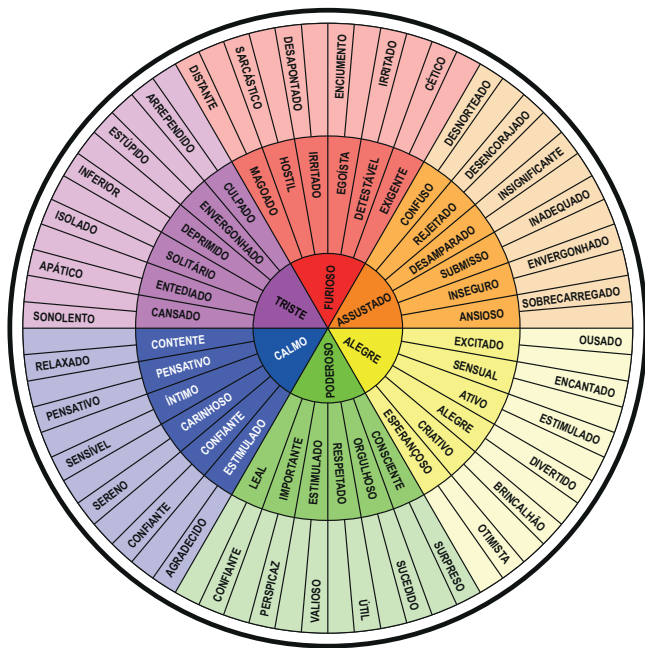 FURIOSO
ASSUSTADO
ALEGRE
PODEROSO
CALMO
TRISTE
MAGOADO
HOSTIL
IRRITADO
EGOÍSTA
DETESTÁVEL
EXIGENTE
CONFUSO
REJEITADO
DESAMPARADO
SUBMISSO
INSEGURO
ANSIOSO
EXCITADO
SENSUAL
ATIVO
ALEGRE
CRIATIVO
ESPERANÇOSO
CONSCIENTE
ORGULHOSO
RESPEITADO
ESTIMULADO
IMPORTANTE
LEAL
ESTIMULADO
CONFIANTE
CARINHOSO
ÍNTIMO
PENSATIVO
CONTENTE
CANSADO
ENTEDIADO
SOLITÁRIO
DEPRIMIDO
ENVERGONHADO
CULPADO
DISTANTE
SARCÁSTICO
DESAPONTADO
ENCIUMENTO
IRRITADO
CÉTICO
DESNORTEADO
DESENCORAJADO
INSIGNIFICANTE
INADEQUADO
ENVERGONHADO
SOBRECARREGADO
OUSADO
ENCANTADO
ESTIMULADO
DIVERTIDO
BRINCALHÃO
OTIMISTA
SURPRESO
SUCEDIDO
ÚTIL
VALIOSO
PERSPICAZ
CONFIANTE
AGRADECIDO
CONFIANTE
SERENO
SENSÍVEL
PENSATIVO
RELAXADO
SONOLENTO
APÁTICO
ISOLADO
INFERIOR
ESTÚPIDO
ARREPENDIDO